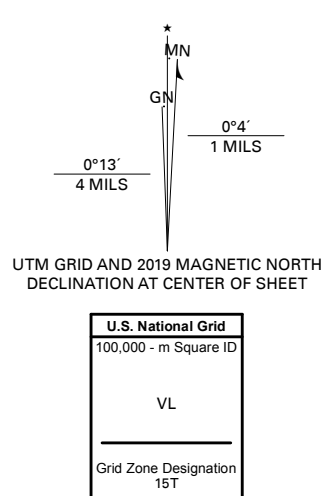 MN
GN
0°4´
1 MILS
0°13´
4 MILS
UTM GRID AND 2019 MAGNETIC NORTH
DECLINATION AT CENTER OF SHEET
U.S. National Grid
100,000 - m Square ID
VL
Grid Zone Designation
15T